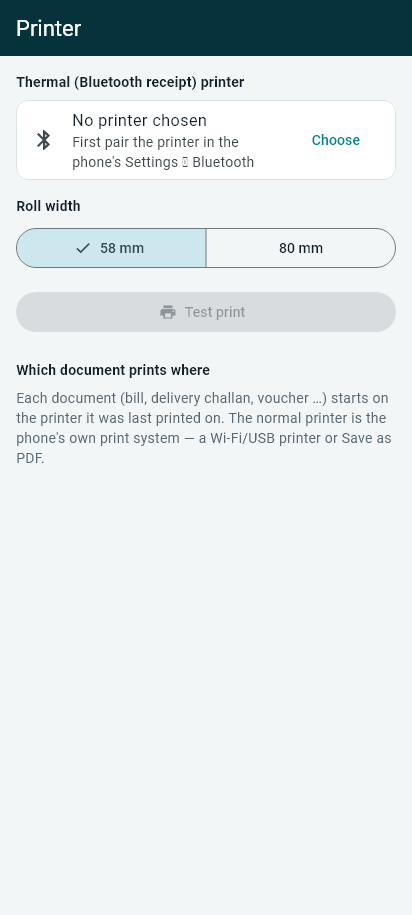 Printer
Thermal (Bluetooth receipt) printer
No printer chosen
First pair the printer in the
phone's Settings ▯ Bluetooth
Choose
Roll width
58 mm
80 mm
Test print
Which document prints where
Each document (bill, delivery challan, voucher …) starts on
the printer it was last printed on. The normal printer is the
phone's own print system — a Wi-Fi/USB printer or Save as
PDF.